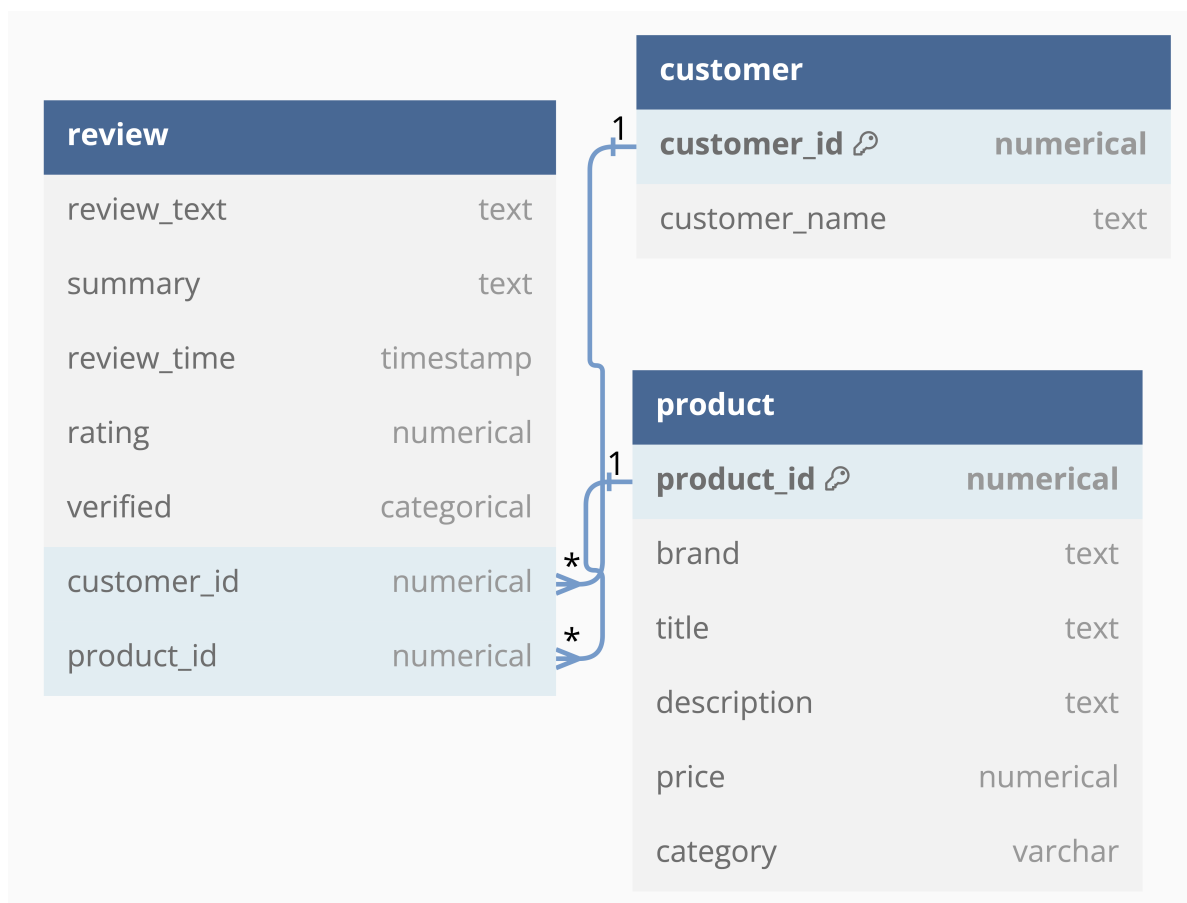 review
review_text text
summary text
review_time timestamp
rating numerical
verified categorical
customer_id numerical
product_id numerical
1
1
*
*
customer
customer_id numerical
customer_name text
product
product_id numerical
brand text
title text
description text
price numerical
category varchar